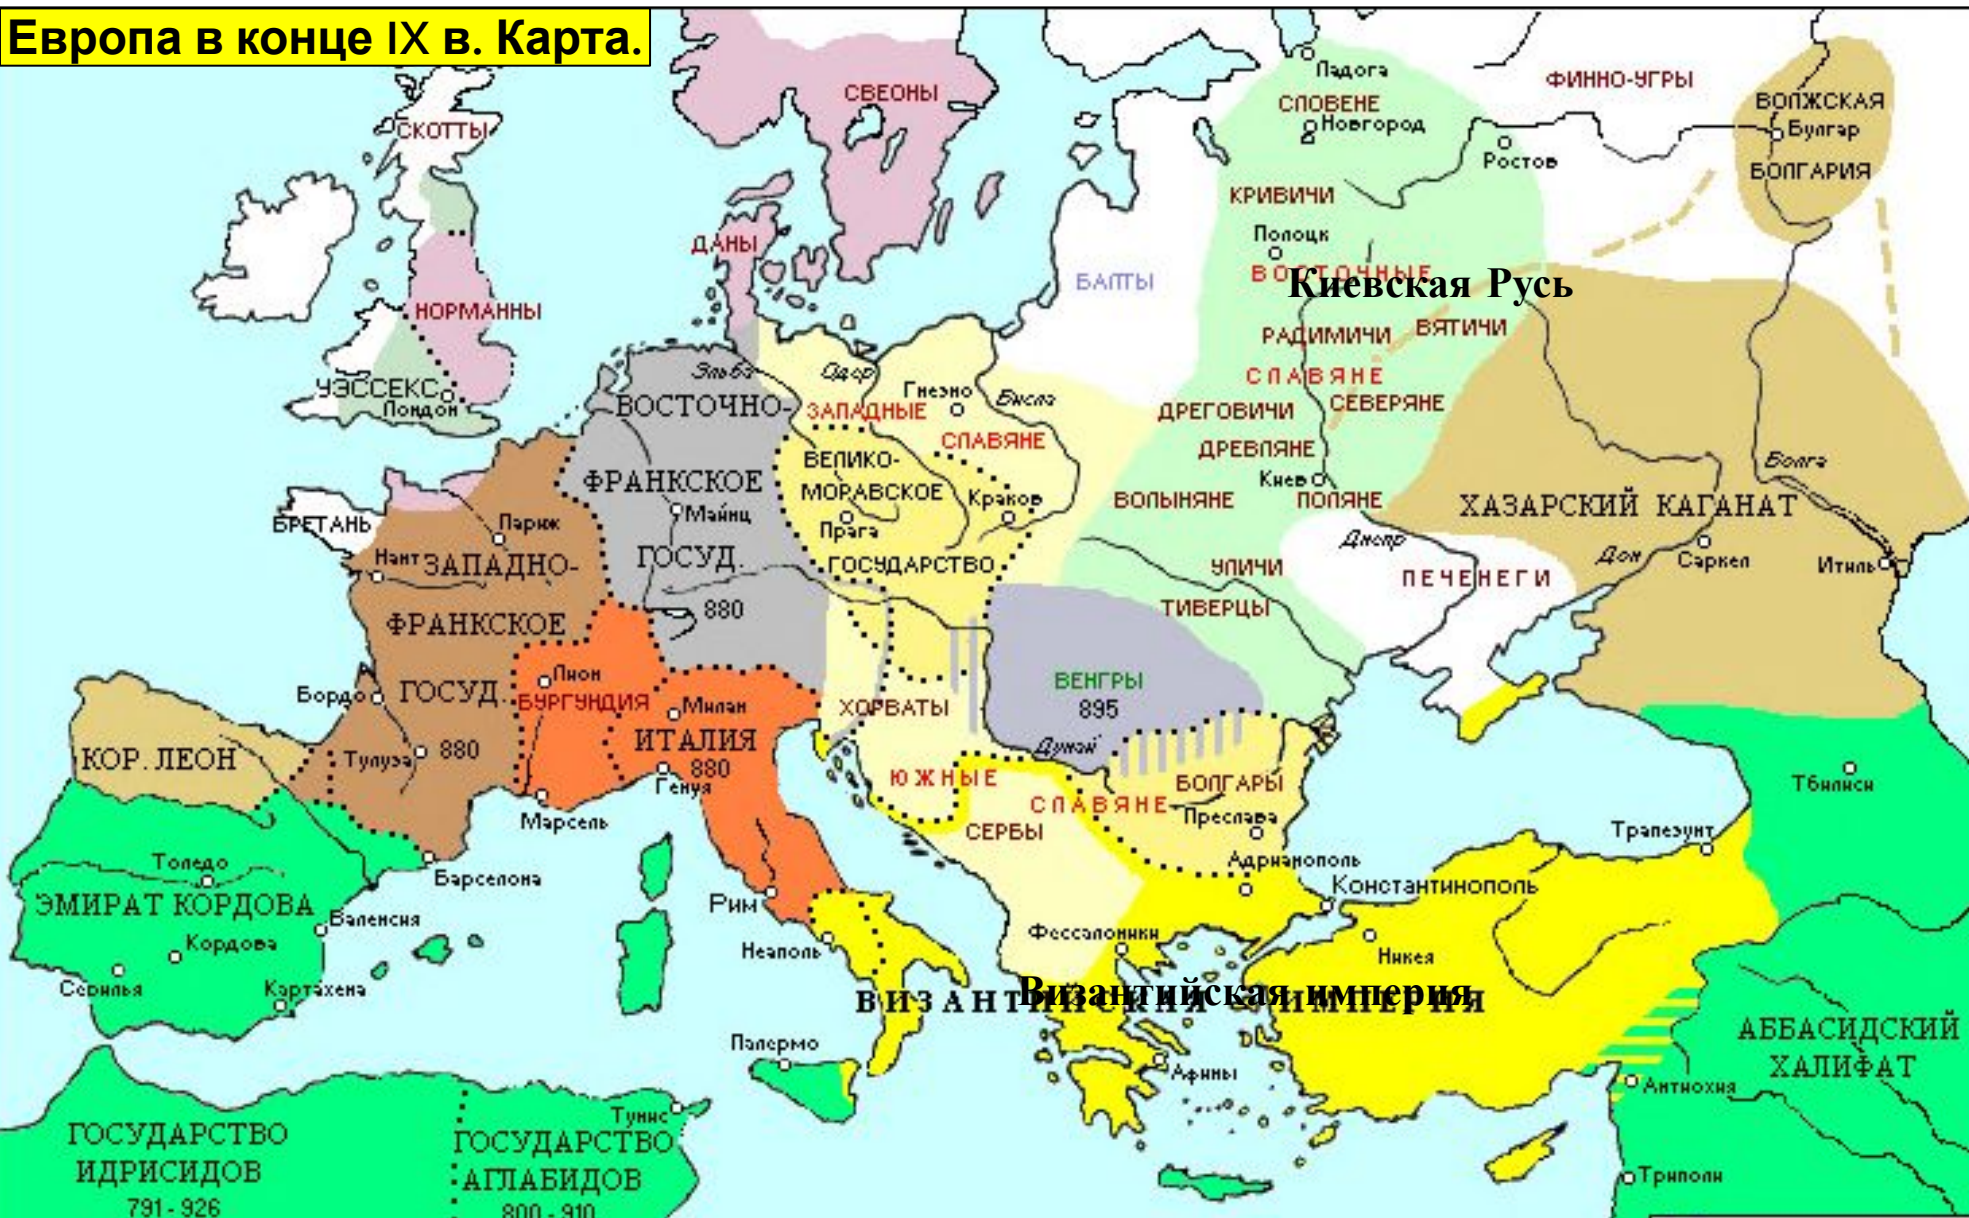 Европа в конце IX в. Карта.
СКОТТЫ
СВЕОНЫ
Ладога
СЛОВЕНЕ
Новгород
ФИННО-УГРЫ
ВОЛЖСКАЯ
Булгар
БОЛГАРИЯ
Ростов
КРИВИЧИ
Полоцк
ДАНЫ
БАЛТЫ
ВОСТОЧНЫЕ
Киевская Русь
НОРМАННЫ
РАДИМИЧИ
ВЯТИЧИ
СЛАВЯНЕ
СЕВЕРЯНЕ
ДРЕГОВИЧИ
ДРЕВЛЯНЕ
Киев
ПОЛЯНЕ
ВОЛЫНЯНЕ
УЭССЕКС
Лондон
Эльба
Одер
Гнезно
Висла
ВОСТОЧНО-
ФРАНКСКОЕ
Майнц
ГОСУД.
880
ЗАПАДНЫЕ
СЛАВЯНЕ
ВЕЛИКО-
МОРАВСКОЕ
Краков
Прага
ГОСУДАРСТВО
Волга
ХАЗАРСКИЙ КАГАНАТ
Днепр
Дон
Саркел
Итиль
ПЕЧЕНЕГИ
УЛИЧИ
ТИВЕРЦЫ
БРЕТАНЬ
Париж
Нант
ЗАПАДНО-
ФРАНКСКОЕ
ГОСУД.
880
Бордо
Тулуза
Лион
БУРГУНДИЯ
Милан
ИТАЛИЯ
880
Генуя
Марсель
ХОРВАТЫ
ВЕНГРЫ
895
Дунай
ЮЖНЫЕ
СЛАВЯНЕ
СЕРБЫ
БОЛГАРЫ
Преслава
Адрианополь
Константинополь
Тбилиси
Трапезунт
КОР. ЛЕОН
Толедо
ЭМИРАТ КОРДОВА
Барселона
Валенсия
Кордова
Севилья
Картахена
Рим
Неаполь
Фессалоники
Никея
ВИЗАНТИЙСКАЯ ИМПЕРИЯ
Византийская империя
Палермо
Афины
АББАСИДСКИЙ
ХАЛИФАТ
Антиохия
Триполи
Тунис
ГОСУДАРСТВО
ИДРИСИДОВ
791 - 926
ГОСУДАРСТВО
АГЛАБИДОВ
800 - 910